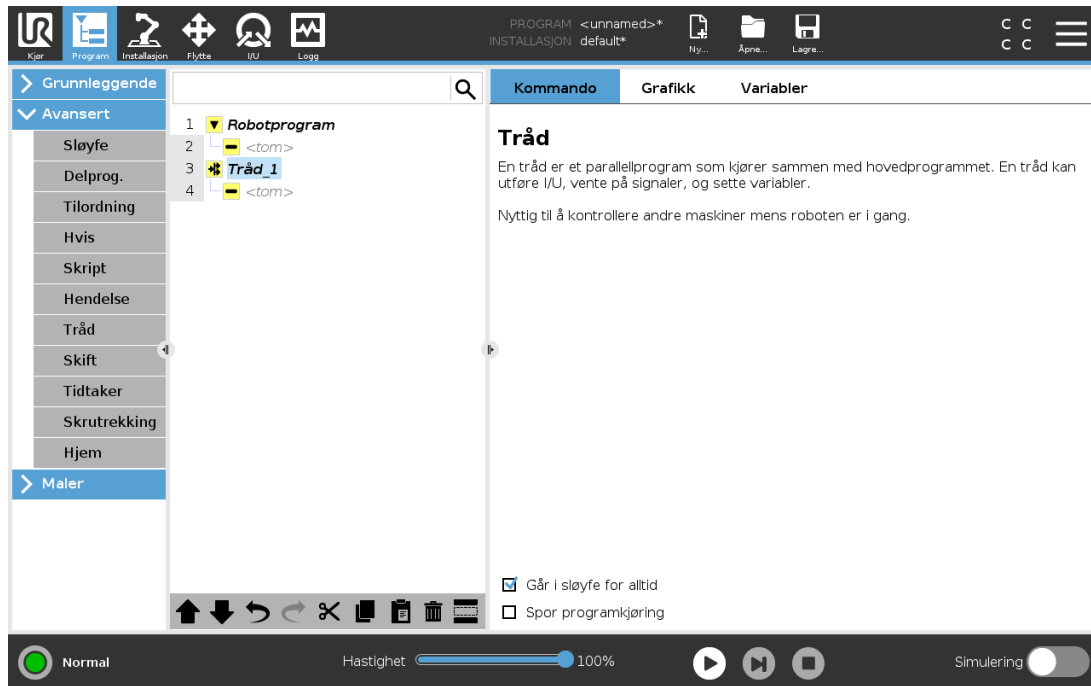 PROGRAM <unnamed>*
INSTALLASJON default*
Kjør Program Installasjon Flytte I/U Logg Ny... Åpne... Lagre...
C C
C C
Grunnleggende
Avansert
Sløyfe
Delprog.
Tilordning
Hvis
Skript
Hendelse
Tråd
Skift
Tidtaker
Skrutrekking
Hjem
Maler
1 Robotprogram
2 <tom>
3 Tråd_1
4 <tom>
Kommando Grafikk Variabler
Tråd
En tråd er et parallellprogram som kjører sammen med hovedprogrammet. En tråd kan
utføre I/U, vente på signaler, og sette variabler.
Nyttig til å kontrollere andre maskiner mens roboten er i gang.
Går i sløyfe for alltid
Spor programkjøring
Normal Hastighet 100% Simulering